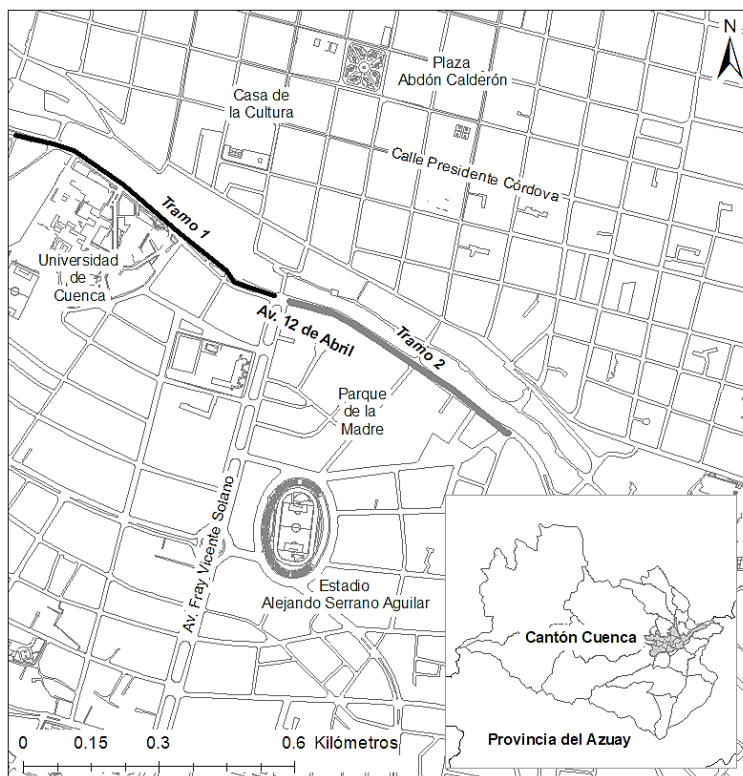 N
Plaza
Abdón Calderón
Casa de
la Cultura
Calle Presidente Córdova
Tramo 1
Universidad
de
Cuenca
Av. 12 de Abril
Tramo 2
Parque
de la
Madre
Av. Fray Vicente Solano
Estadio
Alejando Serrano Aguilar
Cantón Cuenca
Provincia del Azuay
0 0.15 0.3 0.6 Kilómetros